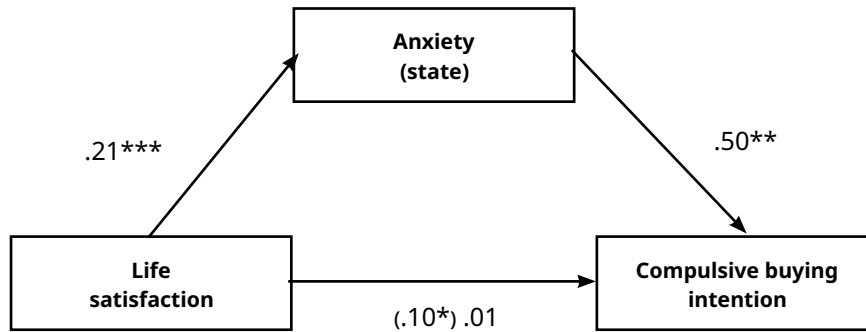 Anxiety
(state)
.21***
.50**
Life
satisfaction
Compulsive buying
intention
(.10*) .01